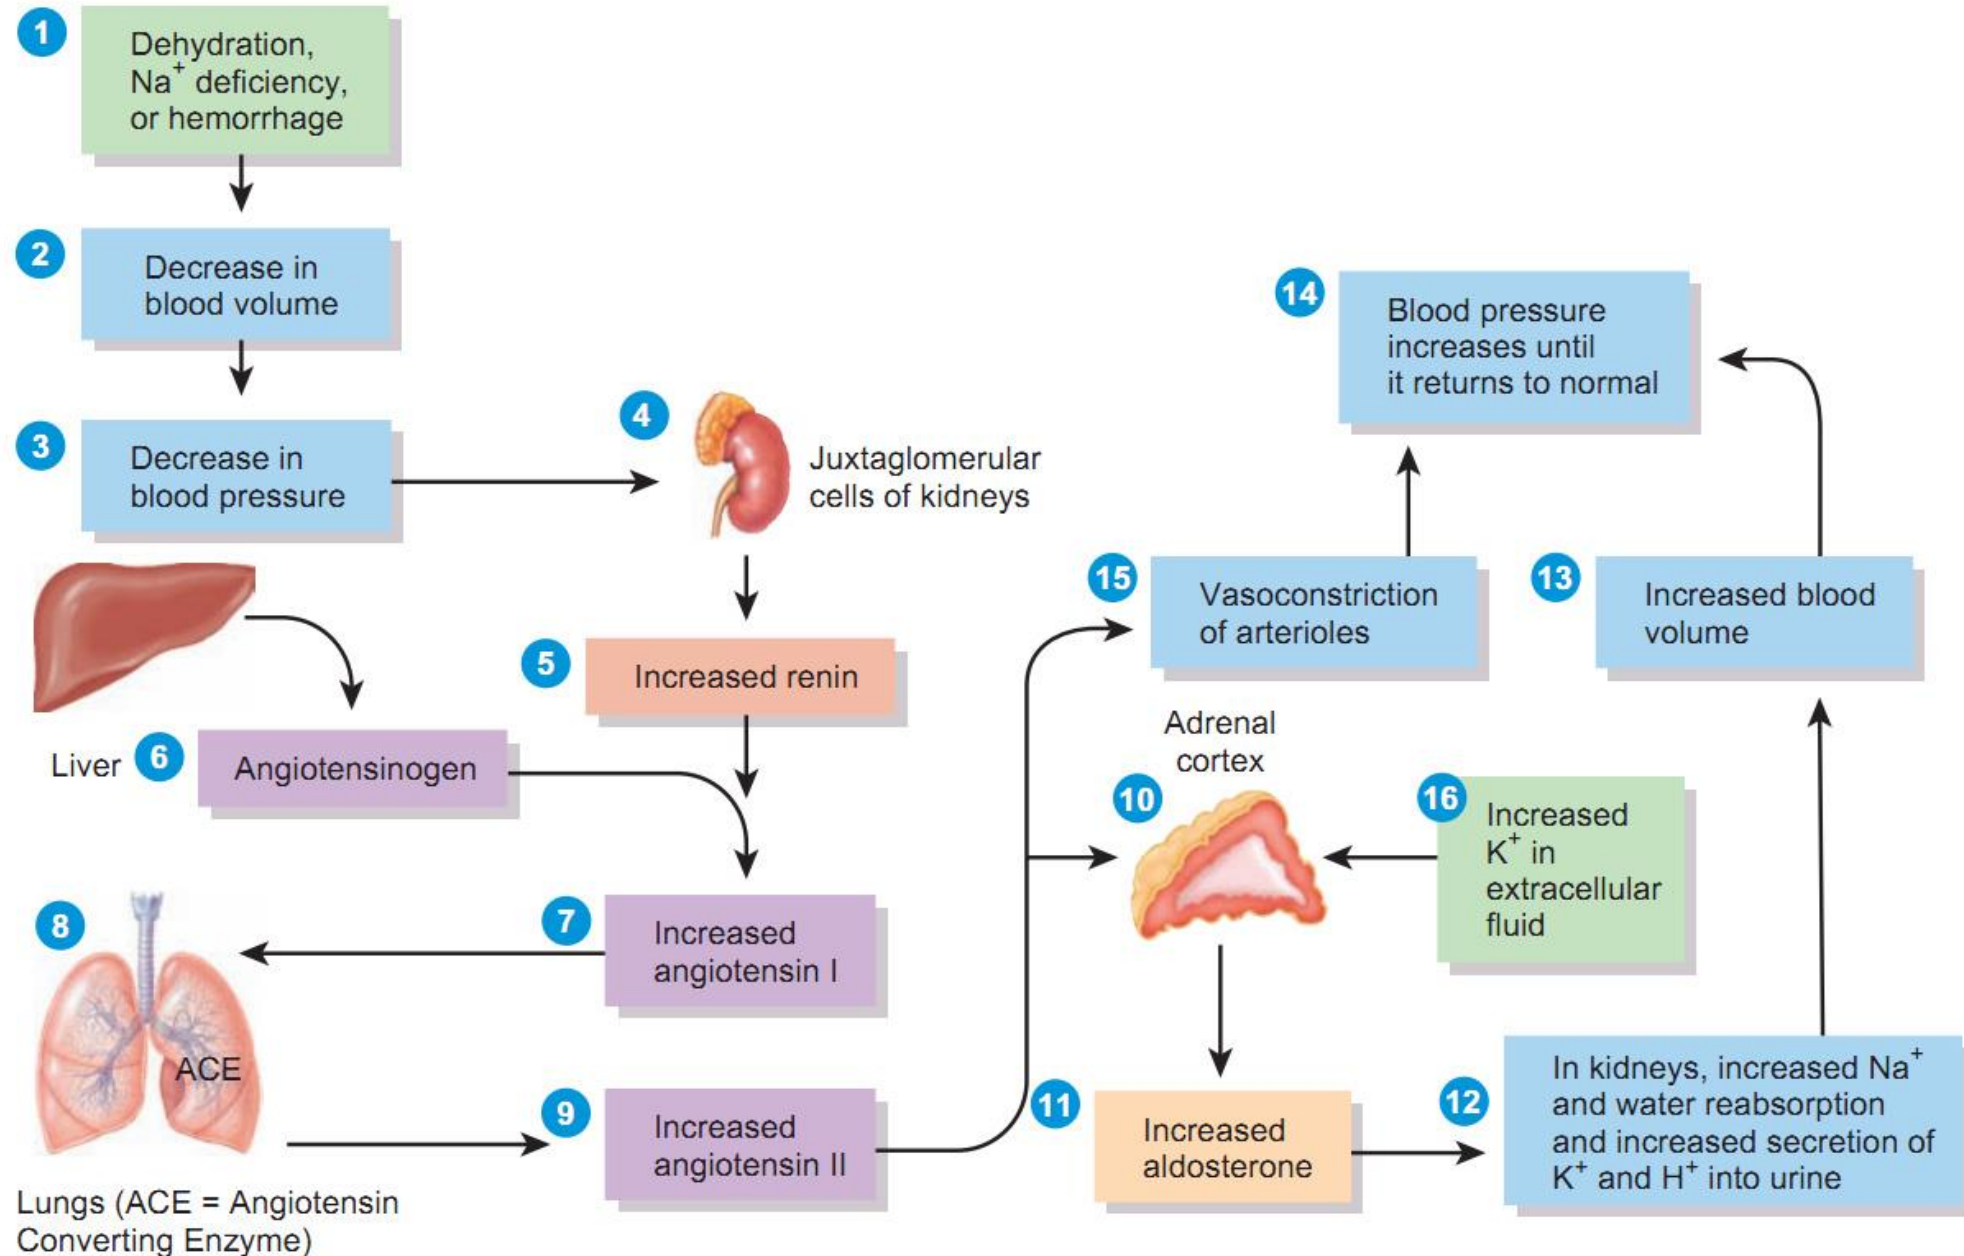 1
Dehydration,
Na+ deficiency,
or hemorrhage
2
Decrease in
blood volume
3
Decrease in
blood pressure
4
Juxtaglomerular
cells of kidneys
5
Increased renin
Liver
6
Angiotensinogen
7
Increased
angiotensin I
8
ACE
Lungs (ACE = Angiotensin
Converting Enzyme)
9
Increased
angiotensin II
10
Adrenal
cortex
11
Increased
aldosterone
12
In kidneys, increased Na+
and water reabsorption
and increased secretion of
K+ and H+ into urine
13
Increased blood
volume
14
Blood pressure
increases until
it returns to normal
15
Vasoconstriction
of arterioles
16
Increased
K+ in
extracellular
fluid